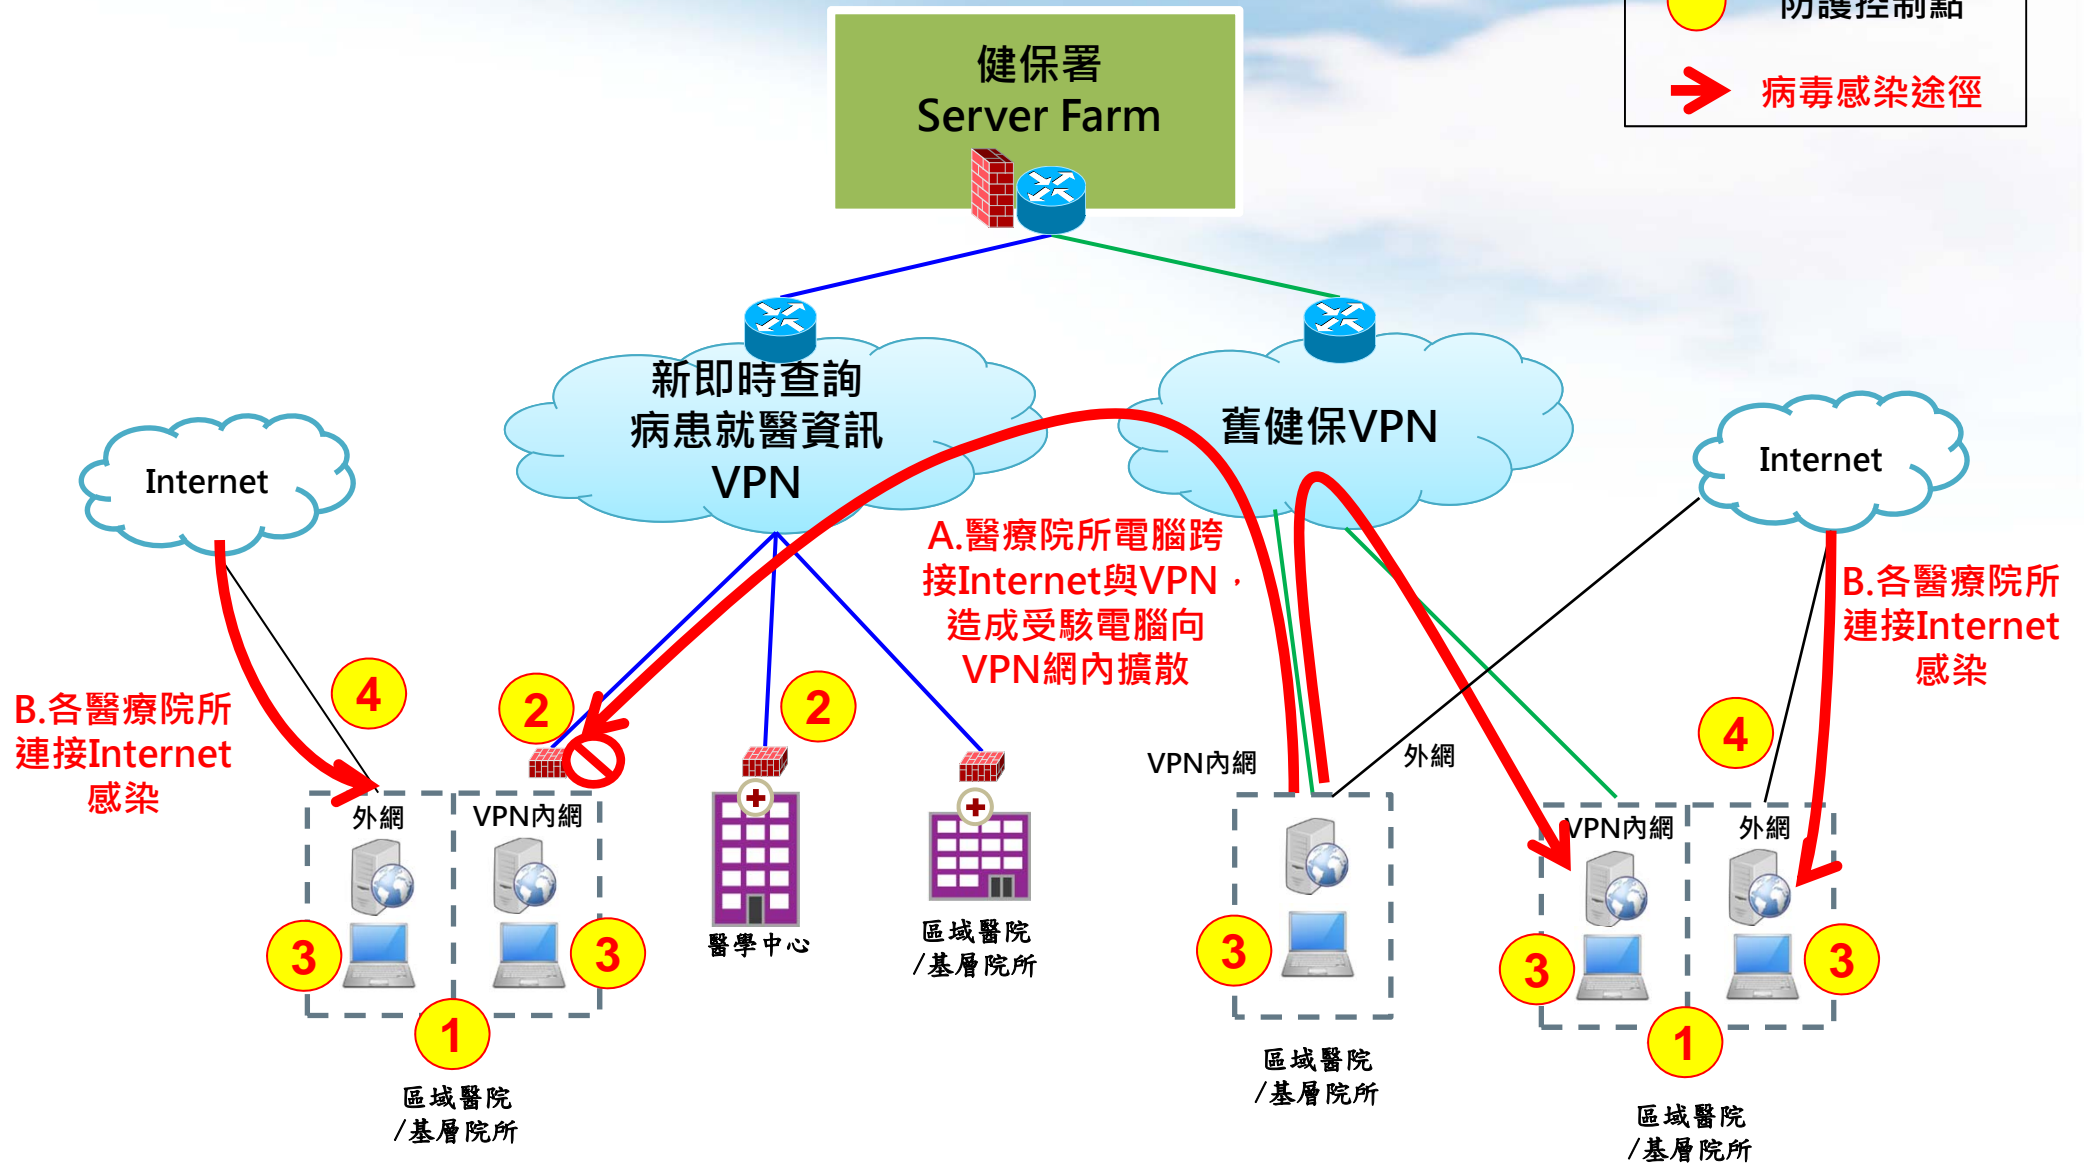 防護控制點
病毒感染途徑
健保署
Server Farm
新即時查詢
病患就醫資訊
VPN
舊健保VPN
Internet
Internet
A.醫療院所電腦跨
接Internet與VPN，
造成受駭電腦向
VPN網內擴散
B.各醫療院所
連接Internet
感染
B.各醫療院所
連接Internet
感染
4
2
2
4
VPN內網
外網
外網
VPN內網
VPN內網
外網
3
3
3
3
3
醫學中心
區域醫院
/基層院所
1
1
區域醫院
/基層院所
區域醫院
/基層院所
區域醫院
/基層院所